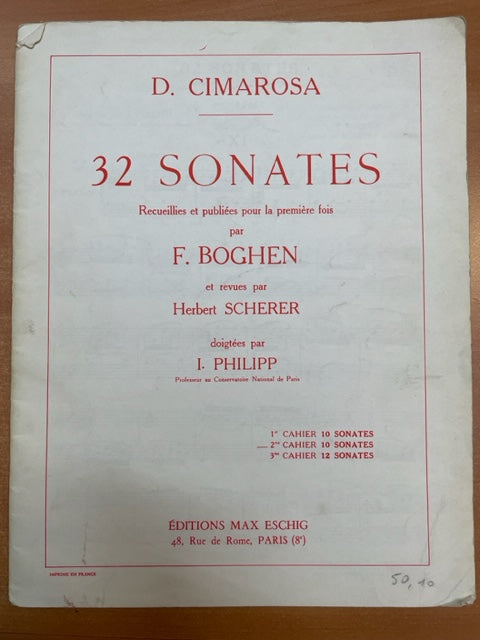 D. CIMAROSA
32 SONATES
Recueillies et publiées pour la première fois
par
F. BOGHEN
et revues par
Herbert SCHERER
doigtées par
I. PHILIPP
Professeur au Conservatoire National de Paris
1er CAHIER 10 SONATES
2me CAHIER 10 SONATES
3me CAHIER 12 SONATES
ÉDITIONS MAX ESCHIG
48, Rue de Rome, PARIS (8e)
IMPRIMÉ EN FRANCE
50,10